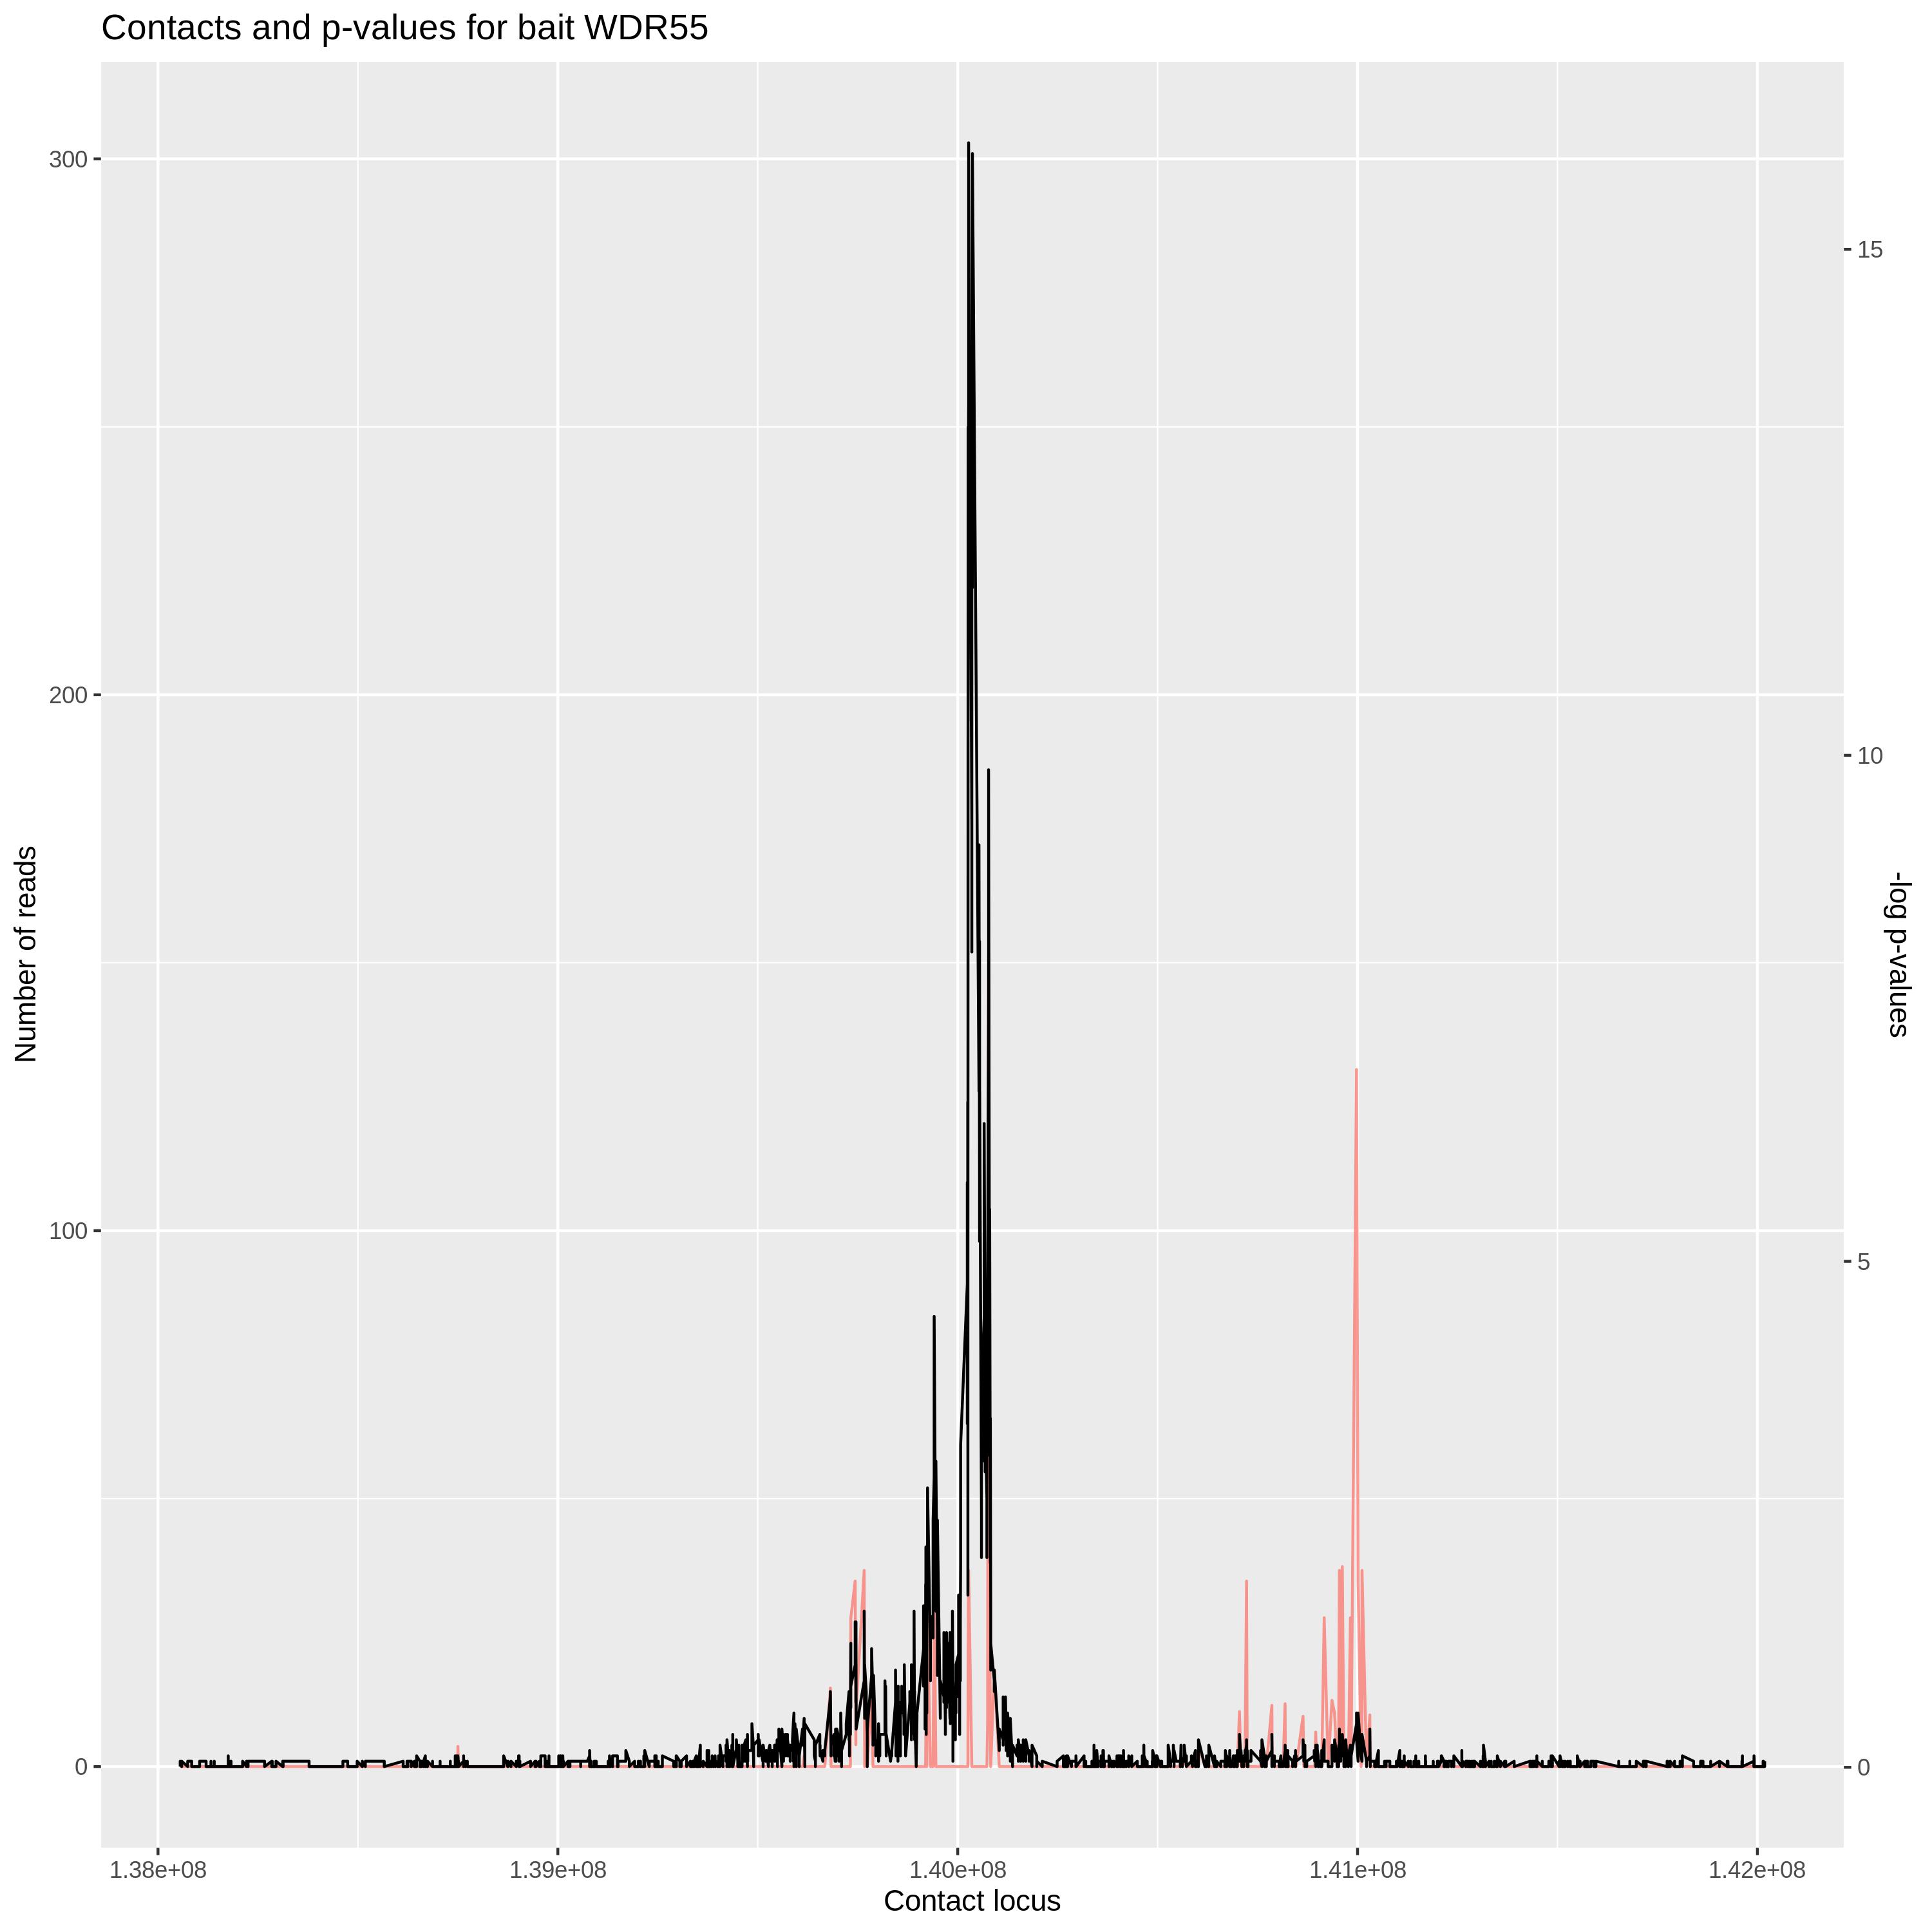 Contacts and p-values for bait WDR55
300
200
100
0
Number of reads
15
10
5
0
-log p-values
1.38e+08
1.39e+08
1.40e+08
1.41e+08
1.42e+08
Contact locus